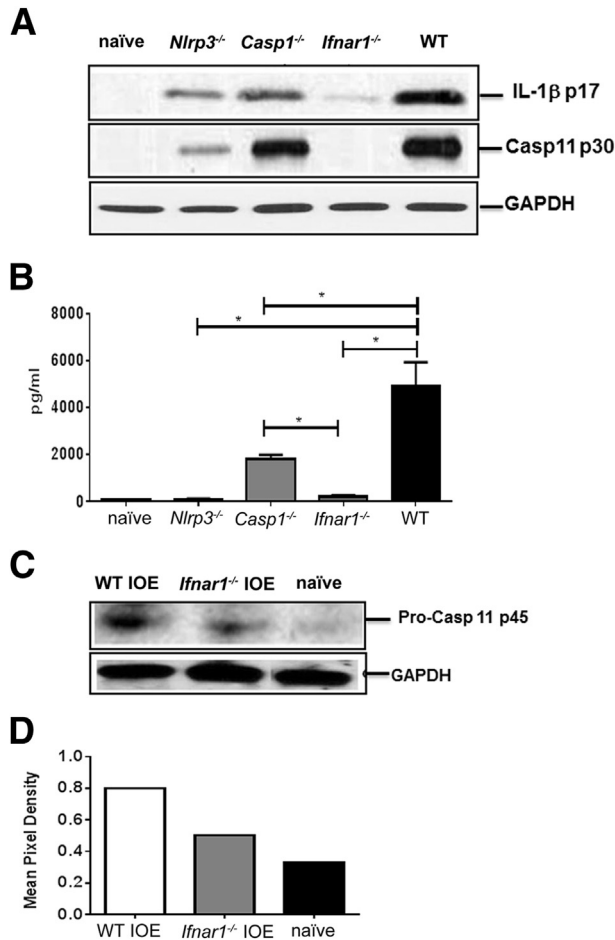 A
naïve Nlrp3-/- Casp1-/- Ifnar1-/- WT
IL-1β p17
Casp11 p30
GAPDH
B
8000
6000
4000
2000
0
pg/ml
*
*
*
*
naïve Nlrp3-/- Casp1-/- Ifnar1-/- WT
C
WT IOE Ifnar1-/- IOE naïve
Pro-Casp 11 p45
GAPDH
D
1.0
0.8
0.6
0.4
0.2
0.0
Mean Pixel Density
WT IOE Ifnar1-/- IOE naïve